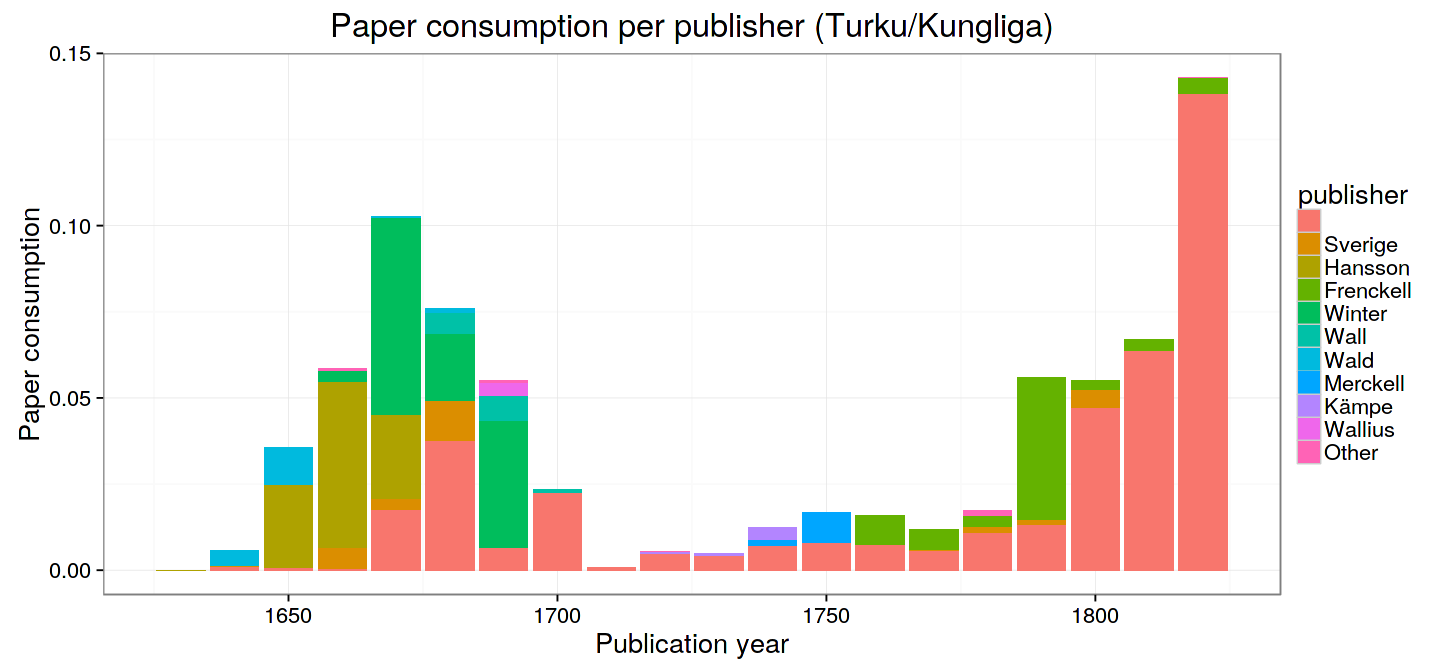 Paper consumption per publisher (Turku/Kungliga)
0.15
0.10
0.05
0.00
Paper consumption
1650
1700
1750
1800
Publication year
publisher
Sverige
Hansson
Frenckell
Winter
Wall
Wald
Merckell
Kämpe
Wallius
Other